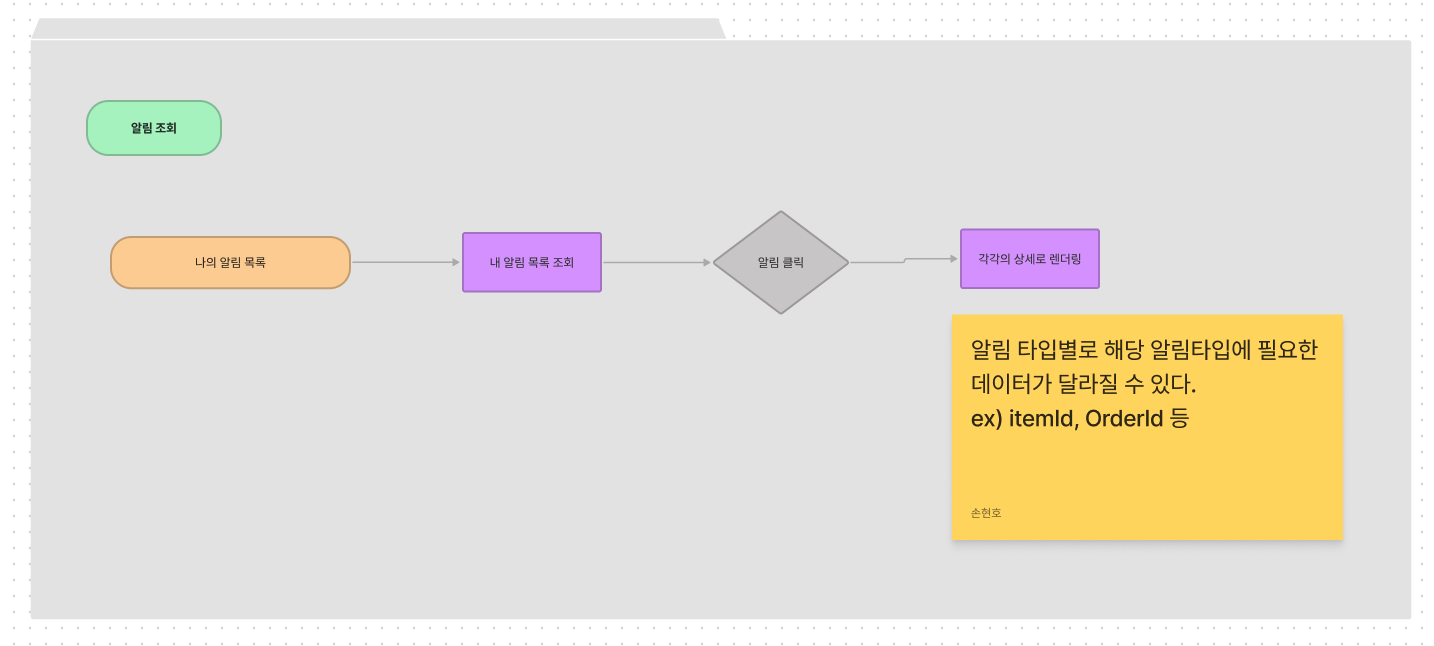 알림 조회
나의 알림 목록
내 알림 목록 조회
알림 클릭
각각의 상세로 렌더링
알림 타입별로 해당 알림타입에 필요한
데이터가 달라질 수 있다.
ex) itemId, OrderId 등
손현호